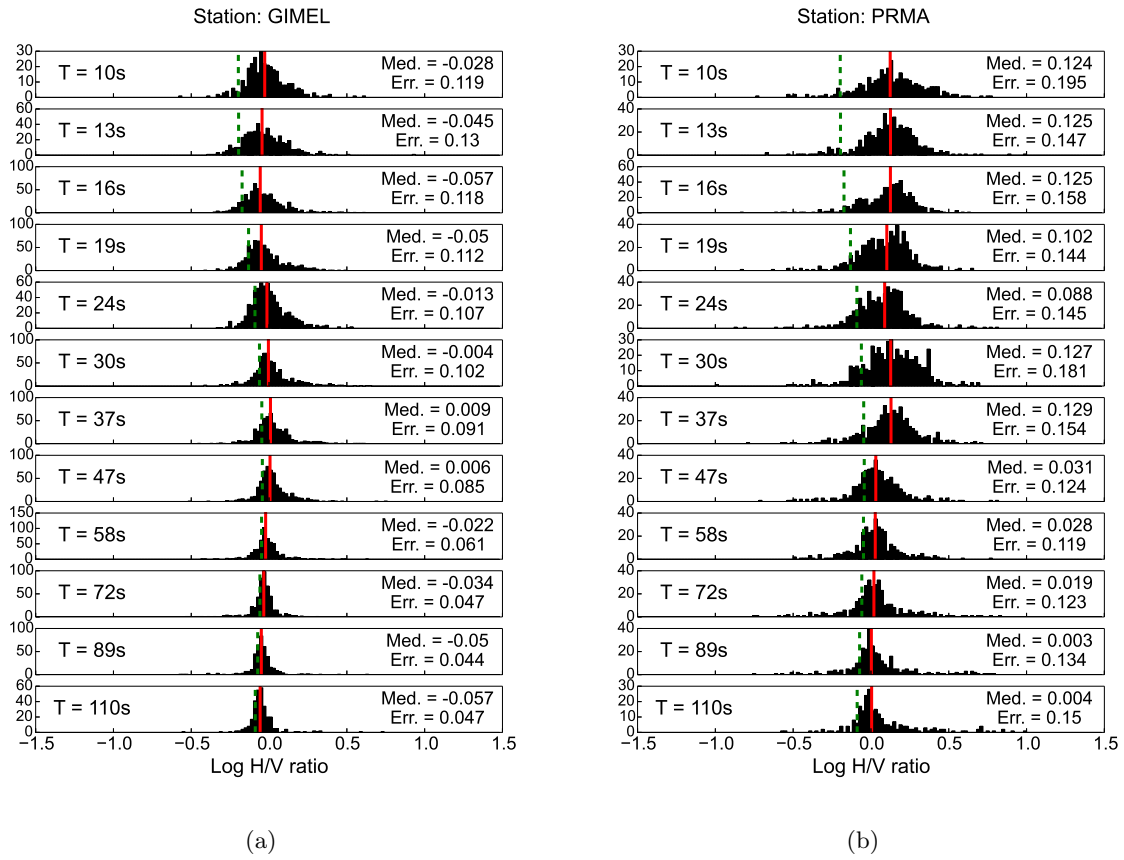 Station: GIMEL
30
20
10
0
T = 10s
Med. = -0.028
Err. = 0.119
60
40
20
0
T = 13s
Med. = -0.045
Err. = 0.13
100
50
0
T = 16s
Med. = -0.057
Err. = 0.118
100
50
0
T = 19s
Med. = -0.05
Err. = 0.112
60
40
20
0
T = 24s
Med. = -0.013
Err. = 0.107
100
50
0
T = 30s
Med. = -0.004
Err. = 0.102
100
50
0
T = 37s
Med. = 0.009
Err. = 0.091
100
50
0
T = 47s
Med. = 0.006
Err. = 0.085
150
100
50
0
T = 58s
Med. = -0.022
Err. = 0.061
100
50
0
T = 72s
Med. = -0.034
Err. = 0.047
100
50
0
T = 89s
Med. = -0.05
Err. = 0.044
60
40
20
0
T = 110s
Med. = -0.057
Err. = 0.047
−1.5 −1.0 −0.5 0.0 0.5 1.0 1.5
Log H/V ratio
(a)
Station: PRMA
30
20
10
0
T = 10s
Med. = 0.124
Err. = 0.195
40
20
0
T = 13s
Med. = 0.125
Err. = 0.147
60
40
20
0
T = 16s
Med. = 0.125
Err. = 0.158
40
20
0
T = 19s
Med. = 0.102
Err. = 0.144
40
20
0
T = 24s
Med. = 0.088
Err. = 0.145
30
20
10
0
T = 30s
Med. = 0.127
Err. = 0.181
40
20
0
T = 37s
Med. = 0.129
Err. = 0.154
40
20
0
T = 47s
Med. = 0.031
Err. = 0.124
40
20
0
T = 58s
Med. = 0.028
Err. = 0.119
40
20
0
T = 72s
Med. = 0.019
Err. = 0.123
40
20
0
T = 89s
Med. = 0.003
Err. = 0.134
30
20
10
0
T = 110s
Med. = 0.004
Err. = 0.15
−1.5 −1.0 −0.5 0.0 0.5 1.0 1.5
Log H/V ratio
(b)